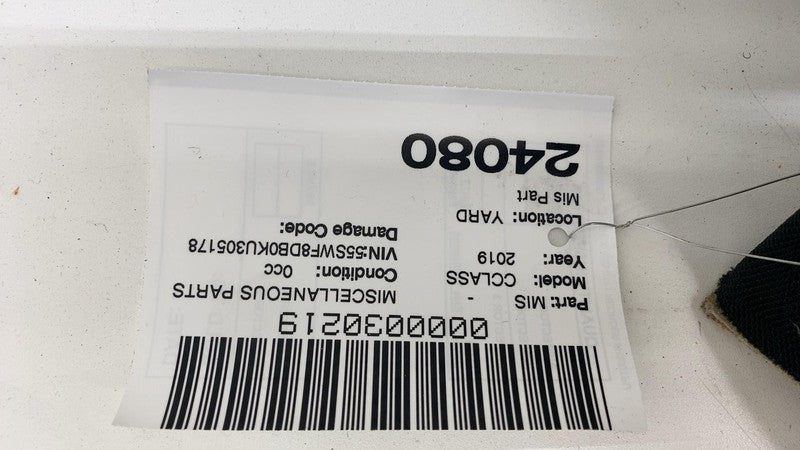 0000030219
Part: MIS - MISCELLANEOUS PARTS
Model: CCLASS Condition: 0cc
Year: 2019 VIN:55SWF8DB0KU305178
Location: YARD Damage Code:
Mis Part
24080